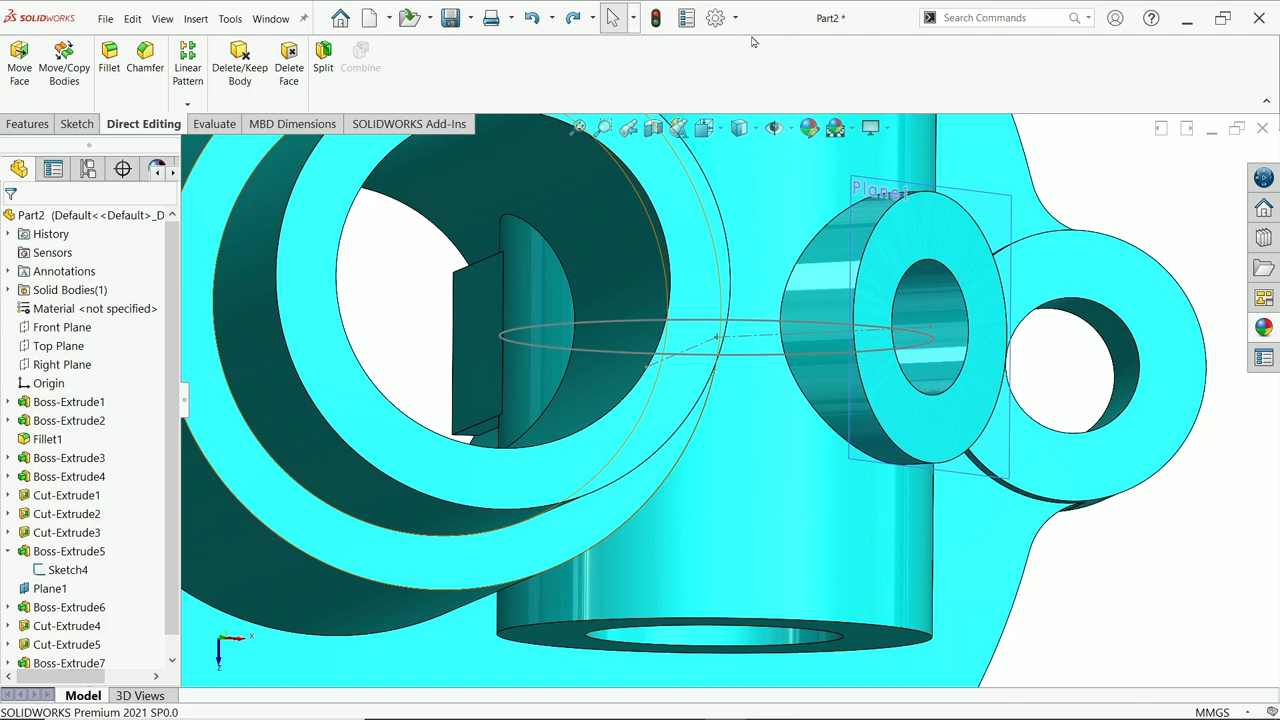 SOLIDWORKS
File Edit View Insert Tools Window
Part2 *
Search Commands
Move Face
Move/Copy Bodies
Fillet
Chamfer
Linear Pattern
Delete/Keep Body
Delete Face
Split
Combine
Features Sketch Direct Editing Evaluate MBD Dimensions SOLIDWORKS Add-Ins
Part2 (Default<<Default>_D
History
Sensors
Annotations
Solid Bodies(1)
Material <not specified>
Front Plane
Top Plane
Right Plane
Origin
Boss-Extrude1
Boss-Extrude2
Fillet1
Boss-Extrude3
Boss-Extrude4
Cut-Extrude1
Cut-Extrude2
Cut-Extrude3
Boss-Extrude5
Sketch4
Plane1
Boss-Extrude6
Cut-Extrude4
Cut-Extrude5
Boss-Extrude7
Plane1
X
Z
Model 3D Views
SOLIDWORKS Premium 2021 SP0.0
MMGS